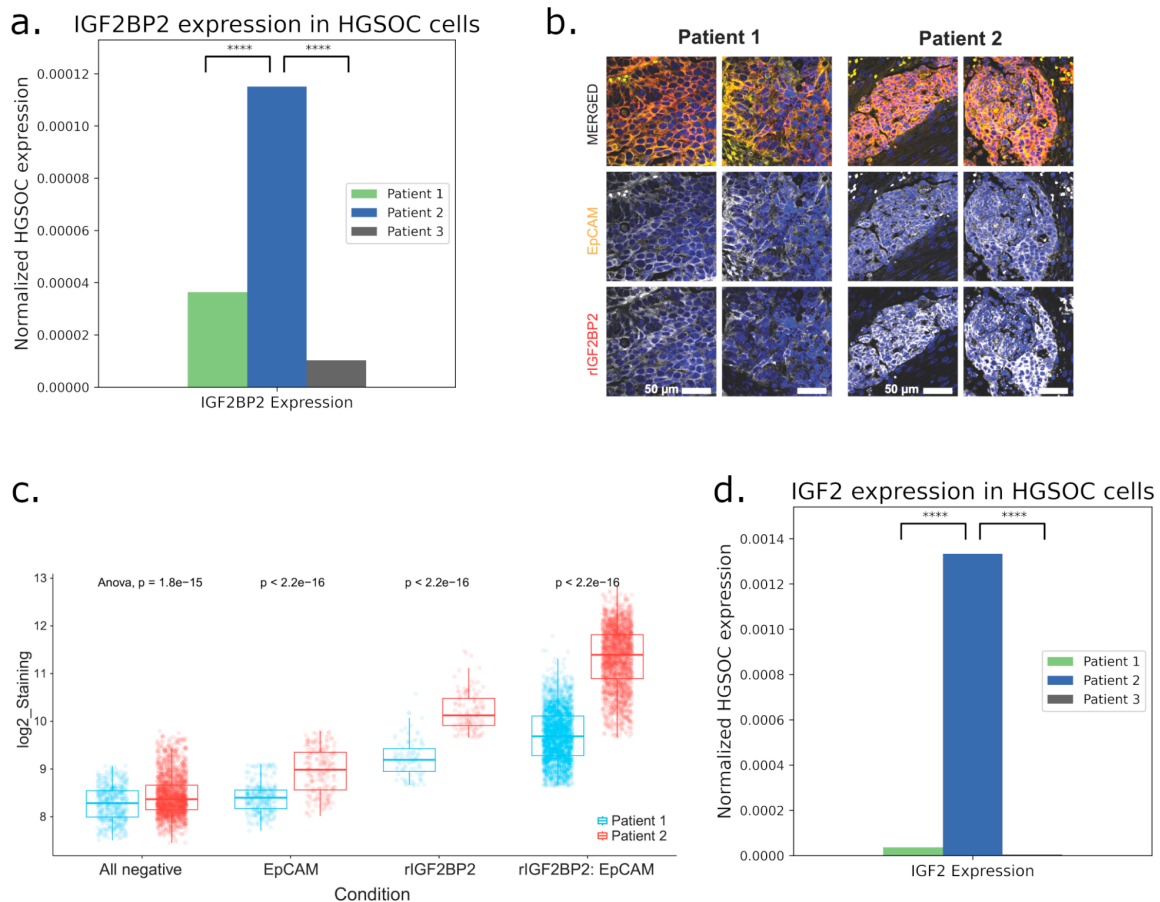 a.
IGF2BP2 expression in HGSOC cells
****
****
0.00012
0.00010
0.00008
0.00006
0.00004
0.00002
0.00000
Normalized HGSOC expression
Patient 1
Patient 2
Patient 3
IGF2BP2 Expression
b.
Patient 1
Patient 2
MERGED
EpCAM
rIGF2BP2
50 µm
50 µm
c.
13
12
11
10
9
8
log2_Staining
Anova, p = 1.8e−15
p < 2.2e−16
p < 2.2e−16
p < 2.2e−16
Patient 1
Patient 2
All negative
EpCAM
rIGF2BP2
rIGF2BP2: EpCAM
Condition
d.
IGF2 expression in HGSOC cells
****
****
0.0014
0.0012
0.0010
0.0008
0.0006
0.0004
0.0002
0.0000
Normalized HGSOC expression
Patient 1
Patient 2
Patient 3
IGF2 Expression